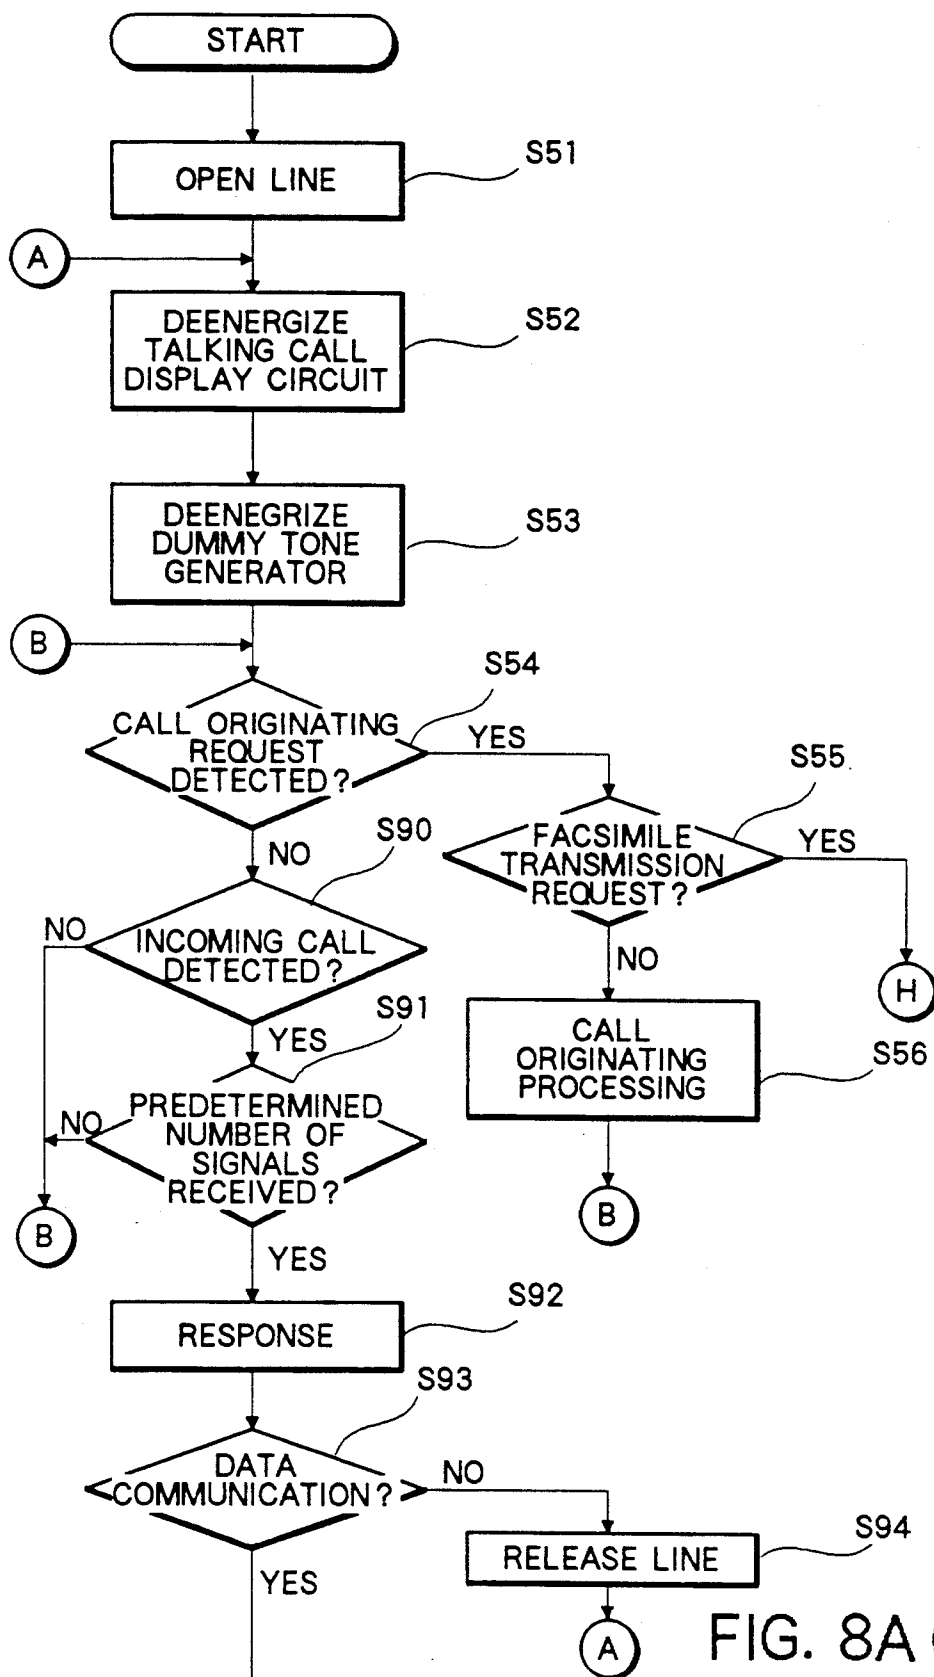 START
OPEN LINE
S51
A
DEENERGIZE
TALKING CALL
DISPLAY CIRCUIT
S52
DEENEGRIZE
DUMMY TONE
GENERATOR
S53
B
CALL ORIGINATING
REQUEST
DETECTED?
S54
YES
NO
FACSIMILE
TRANSMISSION
REQUEST?
S55
YES
H
NO
CALL
ORIGINATING
PROCESSING
S56
B
INCOMING CALL
DETECTED?
S90
NO
YES
PREDETERMINED
NUMBER OF
SIGNALS
RECEIVED?
S91
NO
B
YES
RESPONSE
S92
DATA
COMMUNICATION?
S93
NO
YES
RELEASE LINE
S94
A
FIG. 8A